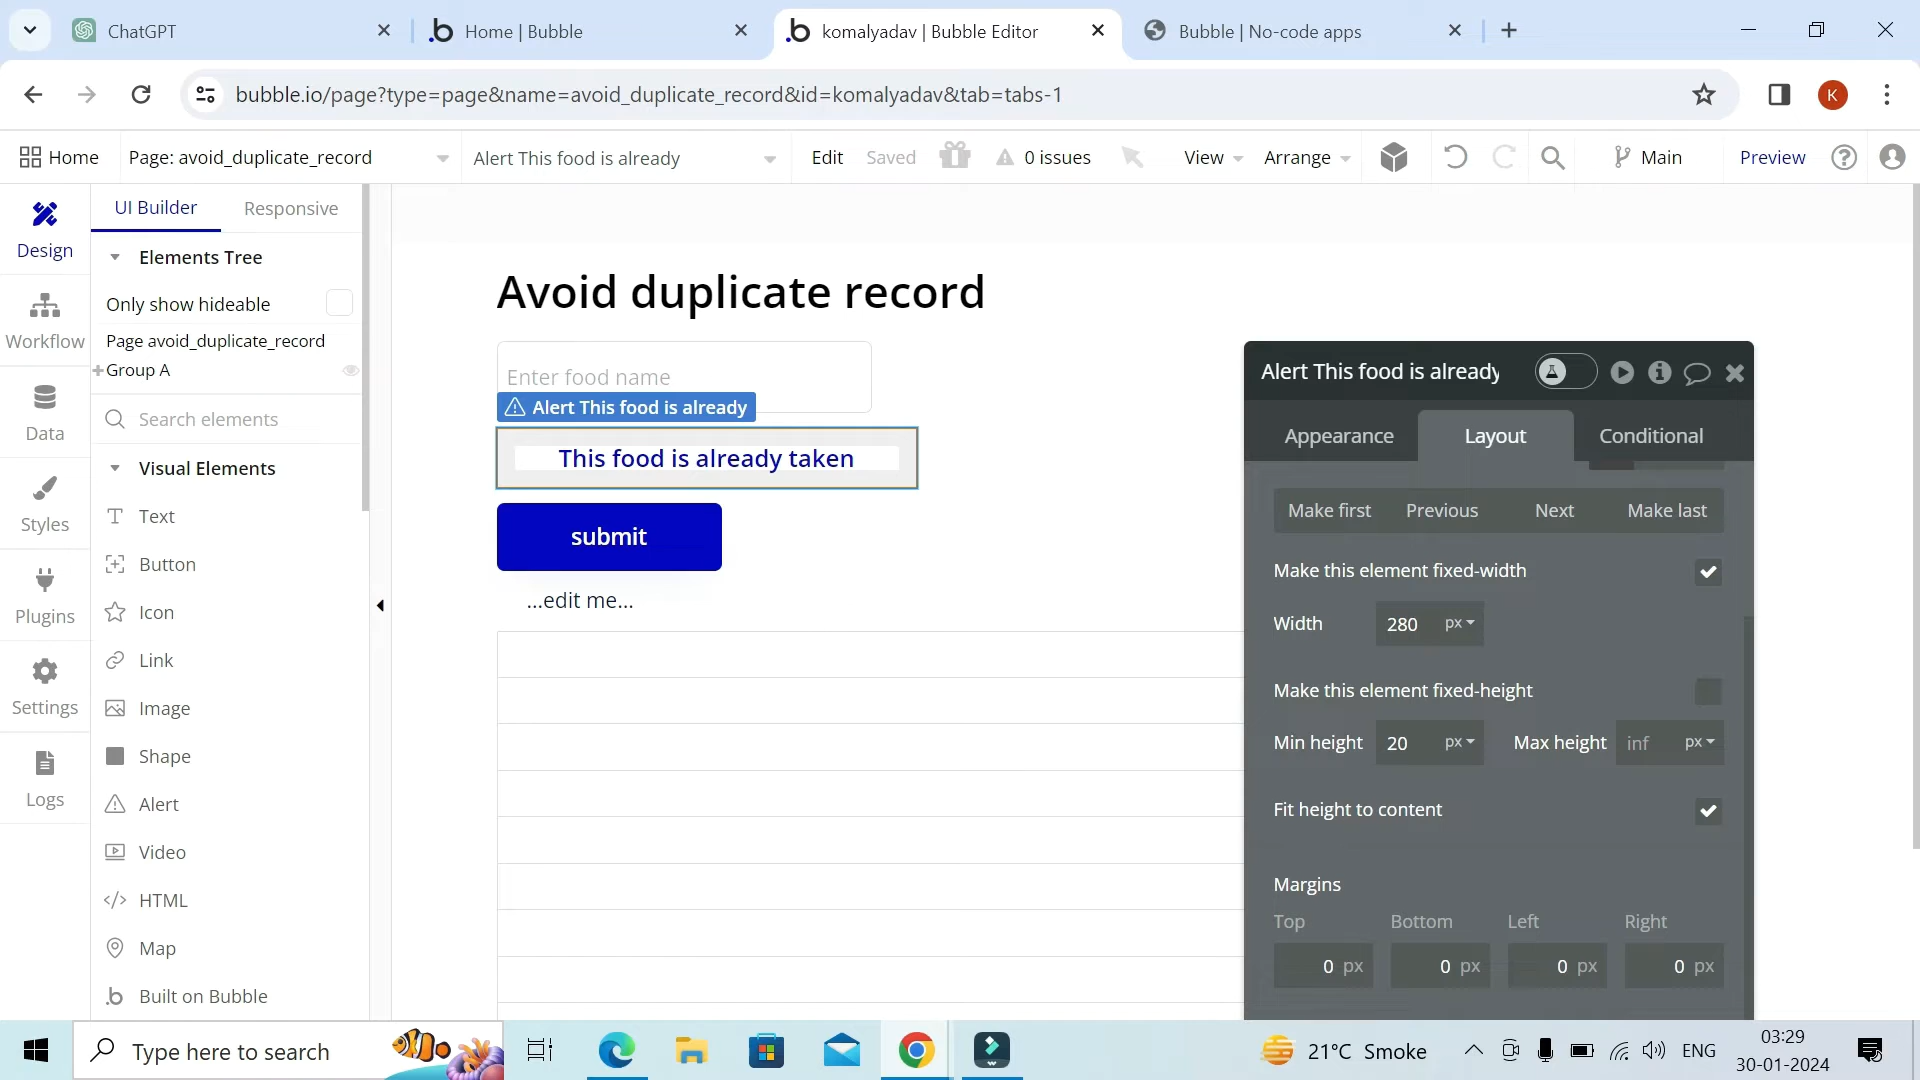 ChatGPT
Home | Bubble
komalyadav | Bubble Editor
Bubble | No-code apps
bubble.io/page?type=page&name=avoid_duplicate_record&id=komalyadav&tab=tabs-1
K
Home
Page: avoid_duplicate_record
Alert This food is already
Edit
Saved
0 issues
View
Arrange
Main
Preview
Design
Workflow
Data
Styles
Plugins
Settings
Logs
UI Builder
Responsive
Elements Tree
Only show hideable
Page avoid_duplicate_record
Group A
Search elements
Visual Elements
Text
Button
Icon
Link
Image
Shape
Alert
Video
HTML
Map
Built on Bubble
Avoid duplicate record
Enter food name
Alert This food is already
This food is already taken
submit
...edit me...
Alert This food is already
Appearance
Layout
Conditional
Make first
Previous
Next
Make last
Make this element fixed-width
Width
280
px
Make this element fixed-height
Min height
20
px
Max height
inf
px
Fit height to content
Margins
Top
Bottom
Left
Right
0 px
0 px
0 px
0 px
Type here to search
21°C Smoke
ENG
03:29
30-01-2024